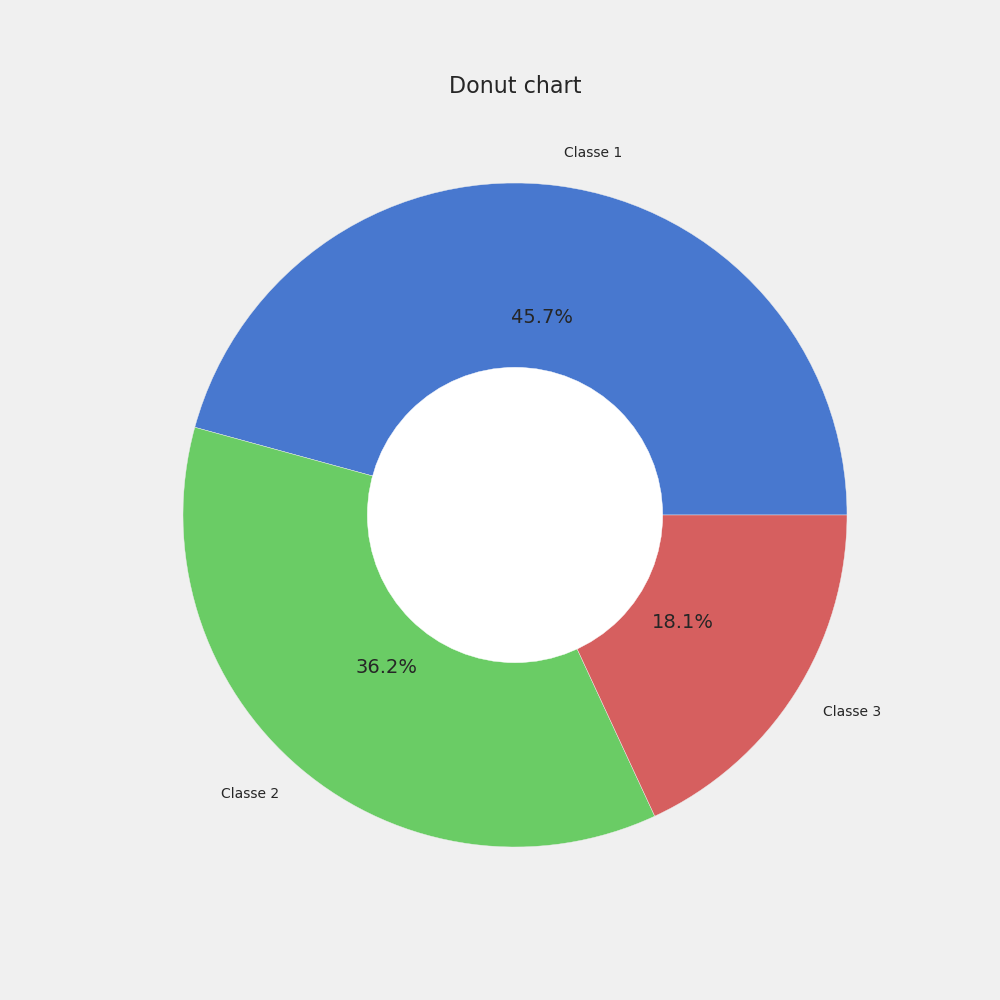 Donut chart
Classe 1
45.7%
18.1%
36.2%
Classe 3
Classe 2